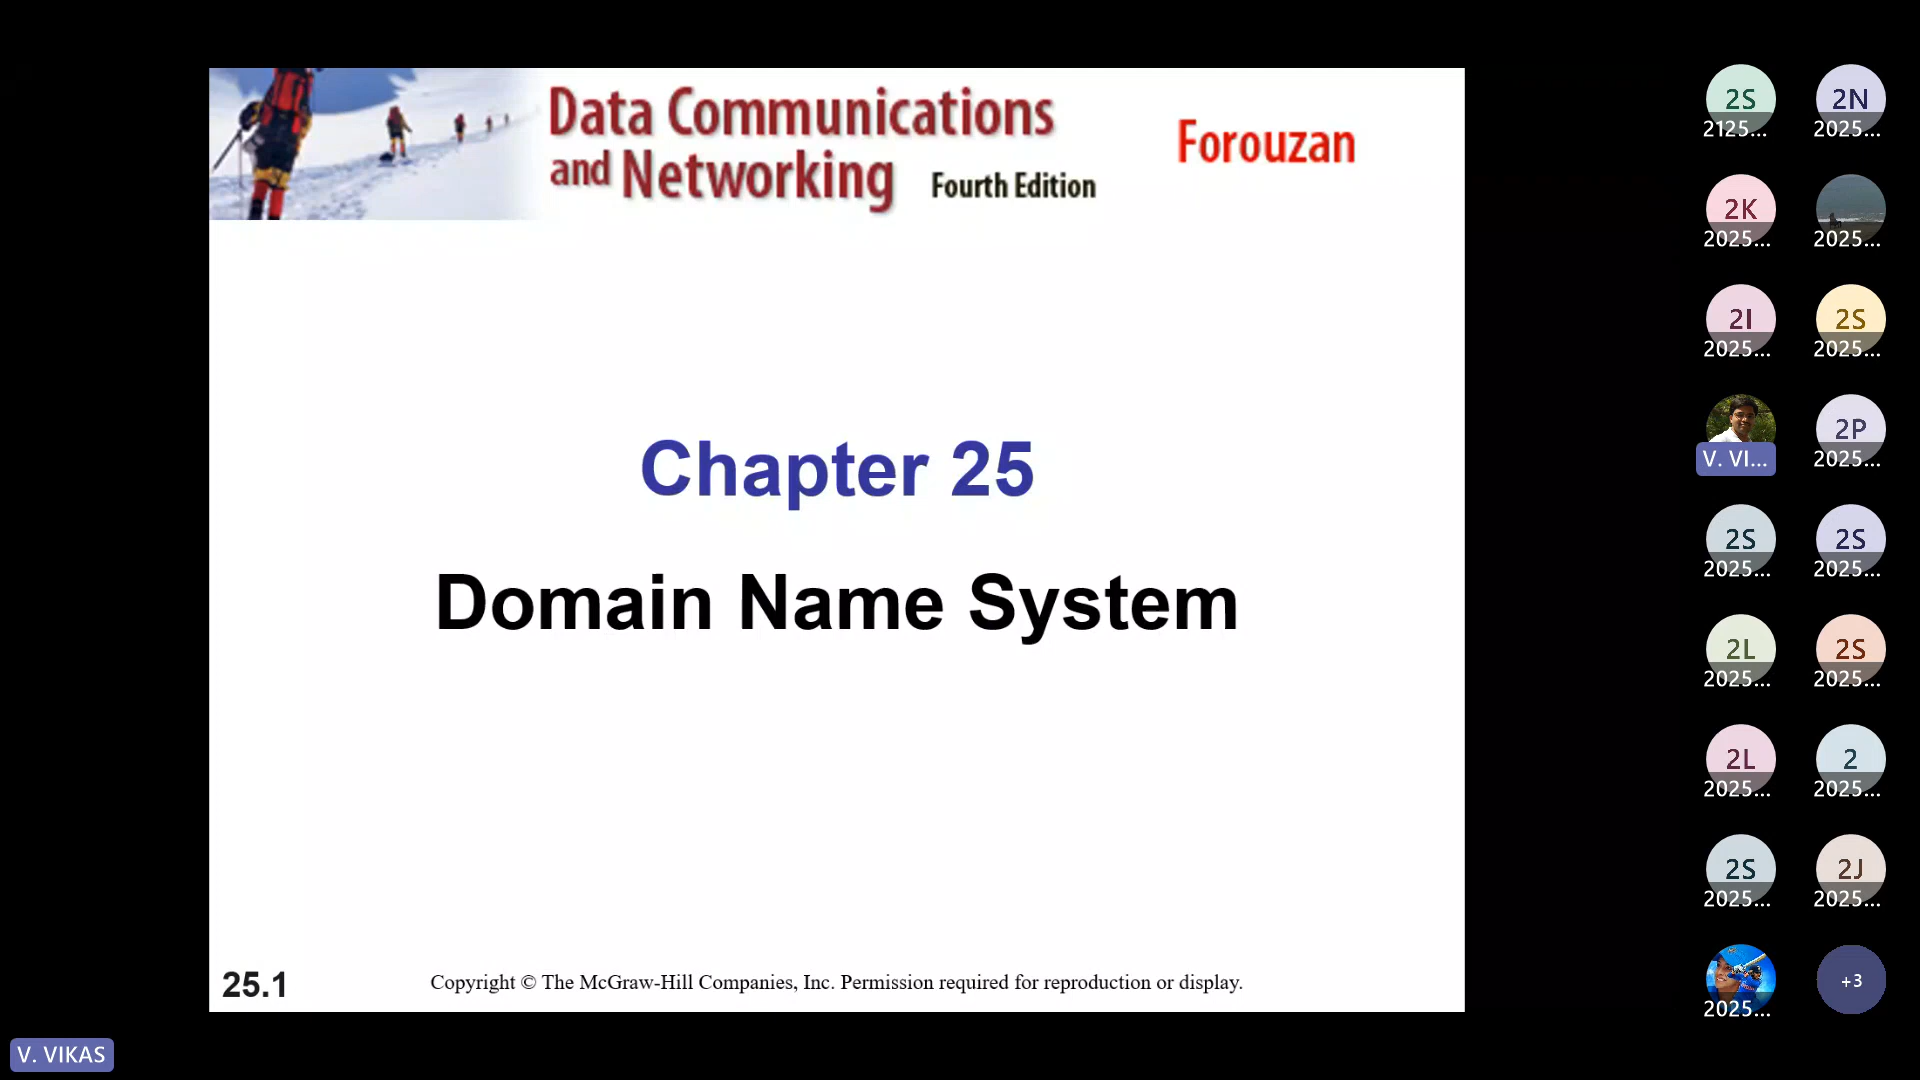 Data Communications
and Networking Fourth Edition
Forouzan
Chapter 25
Domain Name System
25.1
Copyright © The McGraw-Hill Companies, Inc. Permission required for reproduction or display.
2S
2125...
2N
2025...
2K
2025...
2025...
2I
2025...
2S
2025...
V. VI...
2P
2025...
2S
2025...
2S
2025...
2L
2025...
2S
2025...
2L
2025...
2
2025...
2S
2025...
2J
2025...
2025...
+3
V. VIKAS